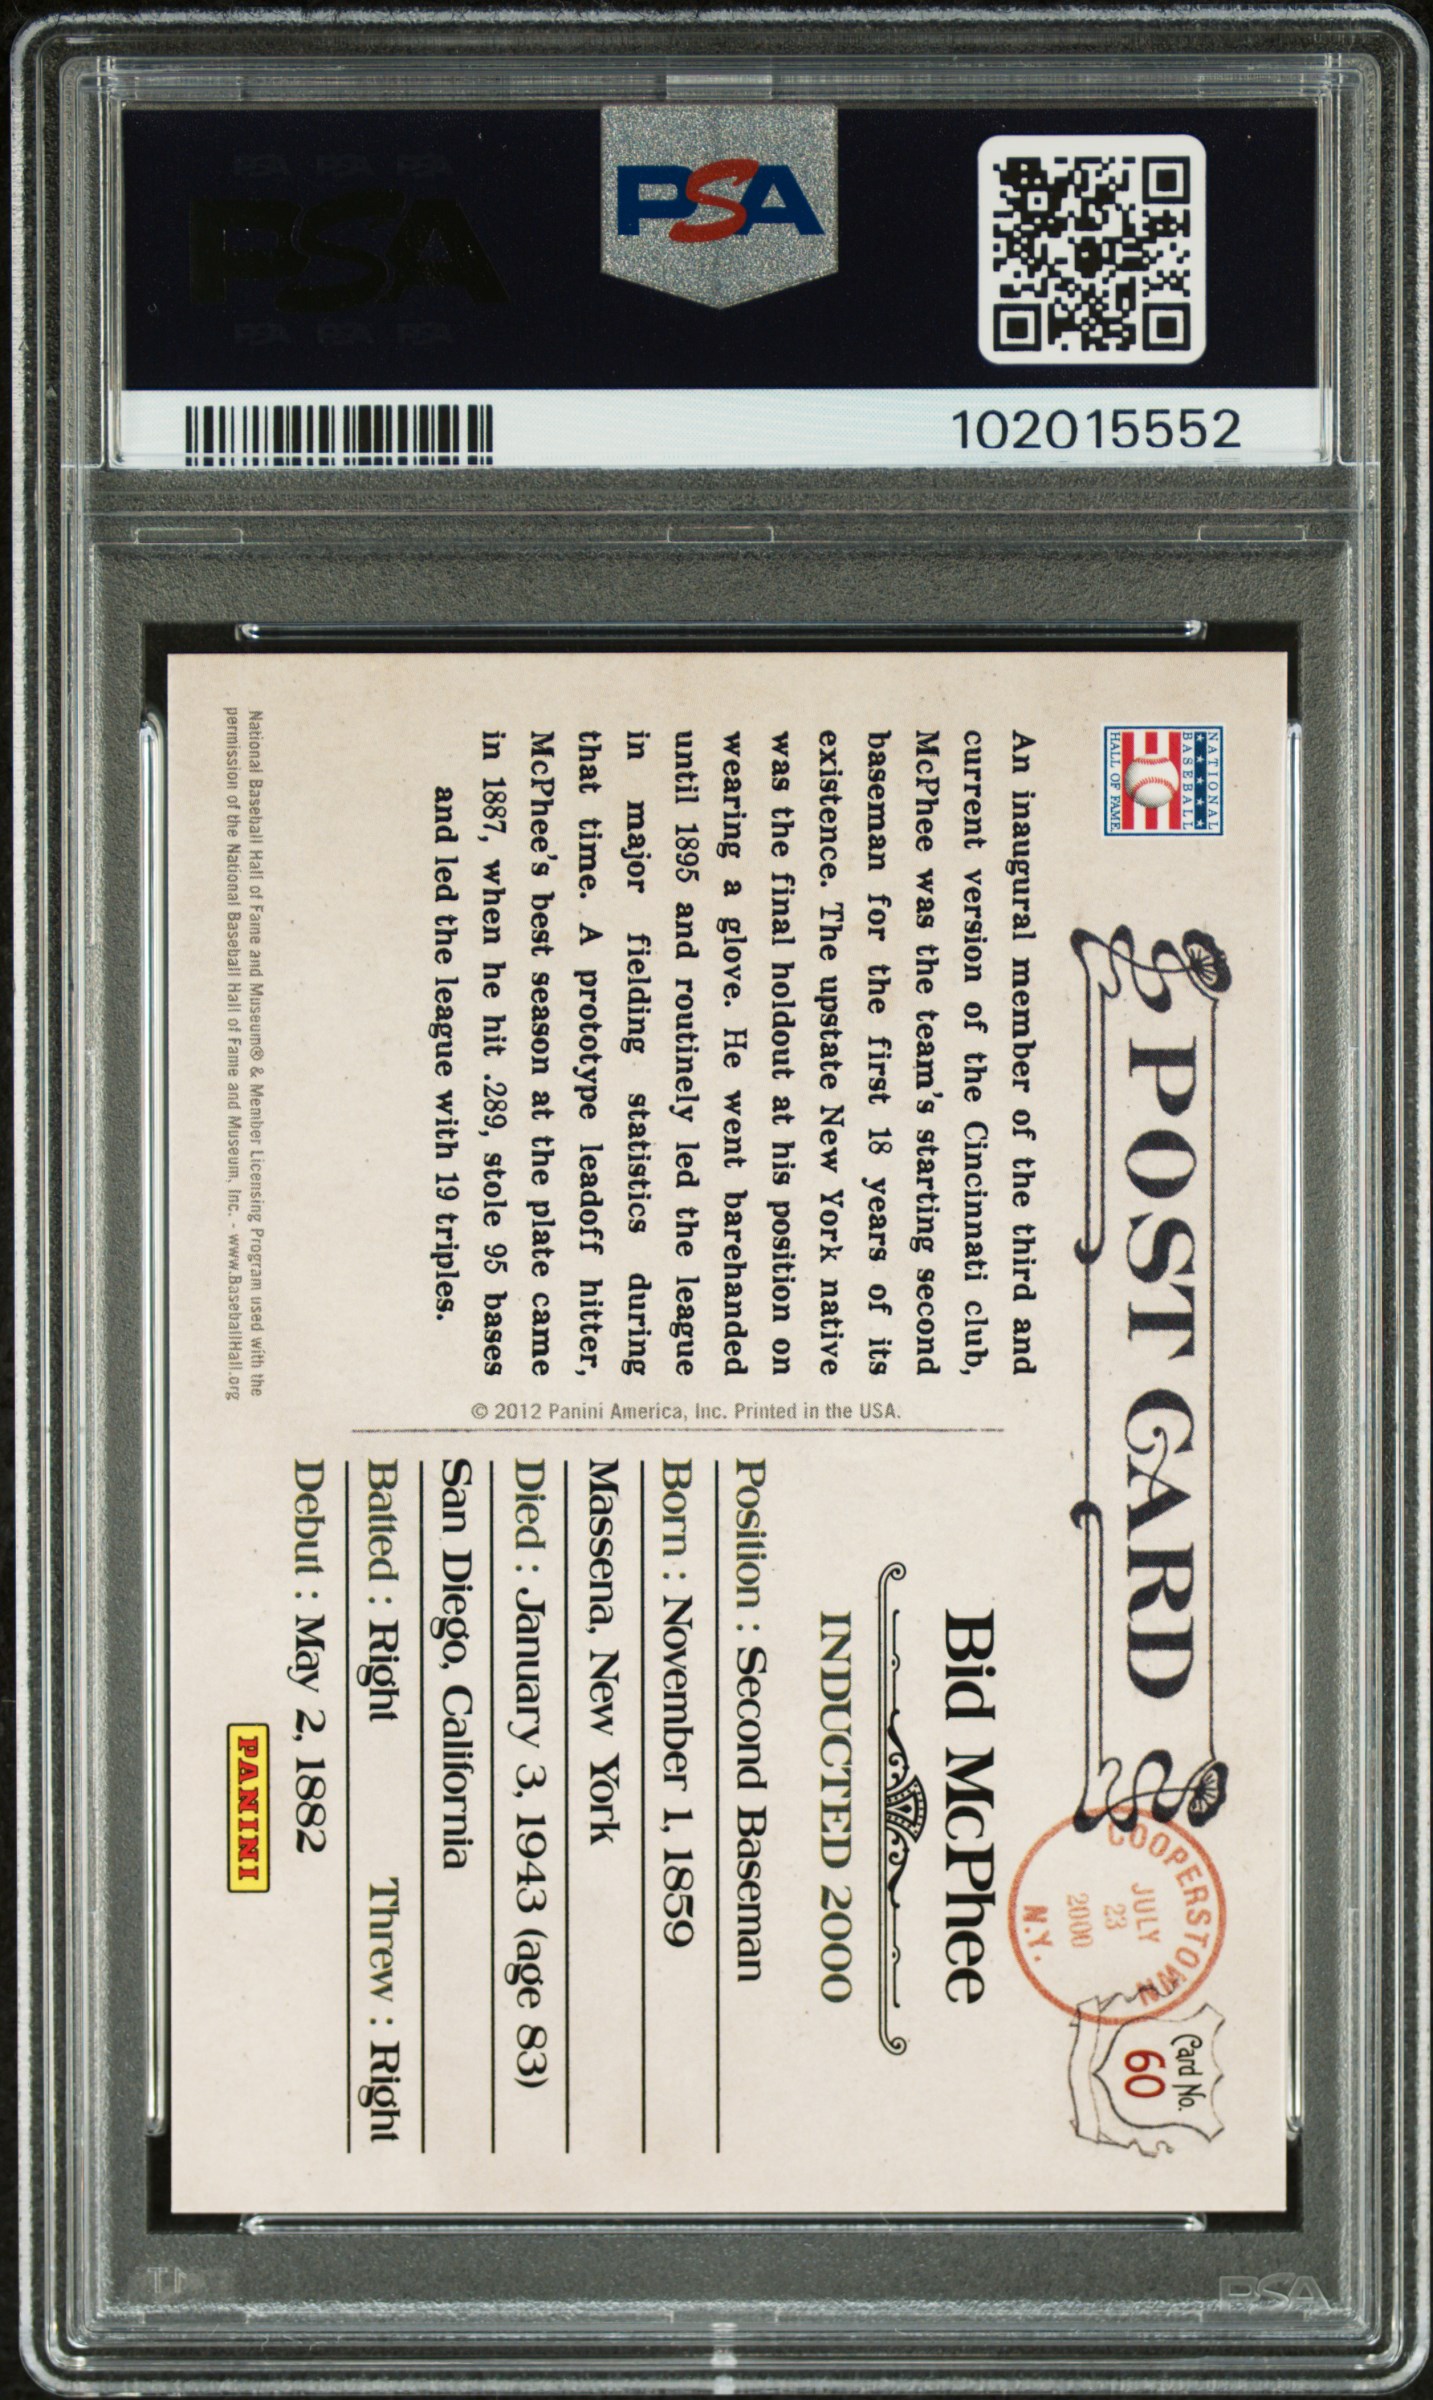 PSA
PSA PSA PSA
PSA
PSA PSA PSA
102015552
NATIONAL
BASEBALL
HALL OF FAME
POST CARD
COOPERSTOWN
JULY
23
2000
N.Y.
Card No.
60
An inaugural member of the third and
current version of the Cincinnati club,
McPhee was the team's starting second
baseman for the first 18 years of its
existence. The upstate New York native
was the final holdout at his position on
wearing a glove. He went barehanded
until 1895 and routinely led the league
in major fielding statistics during
that time. A prototype leadoff hitter,
McPhee's best season at the plate came
in 1887, when he hit .289, stole 95 bases
and led the league with 19 triples.
National Baseball Hall of Fame and Museum® & Member Licensing Program used with the
permission of the National Baseball Hall of Fame and Museum, Inc. - www.BaseballHall.org
© 2012 Panini America, Inc. Printed in the USA.
Bid McPhee
INDUCTED 2000
Position : Second Baseman
Born : November 1, 1859
Massena, New York
Died : January 3, 1943 (age 83)
San Diego, California
Batted : Right Threw : Right
Debut : May 2, 1882
PANINI
PSA